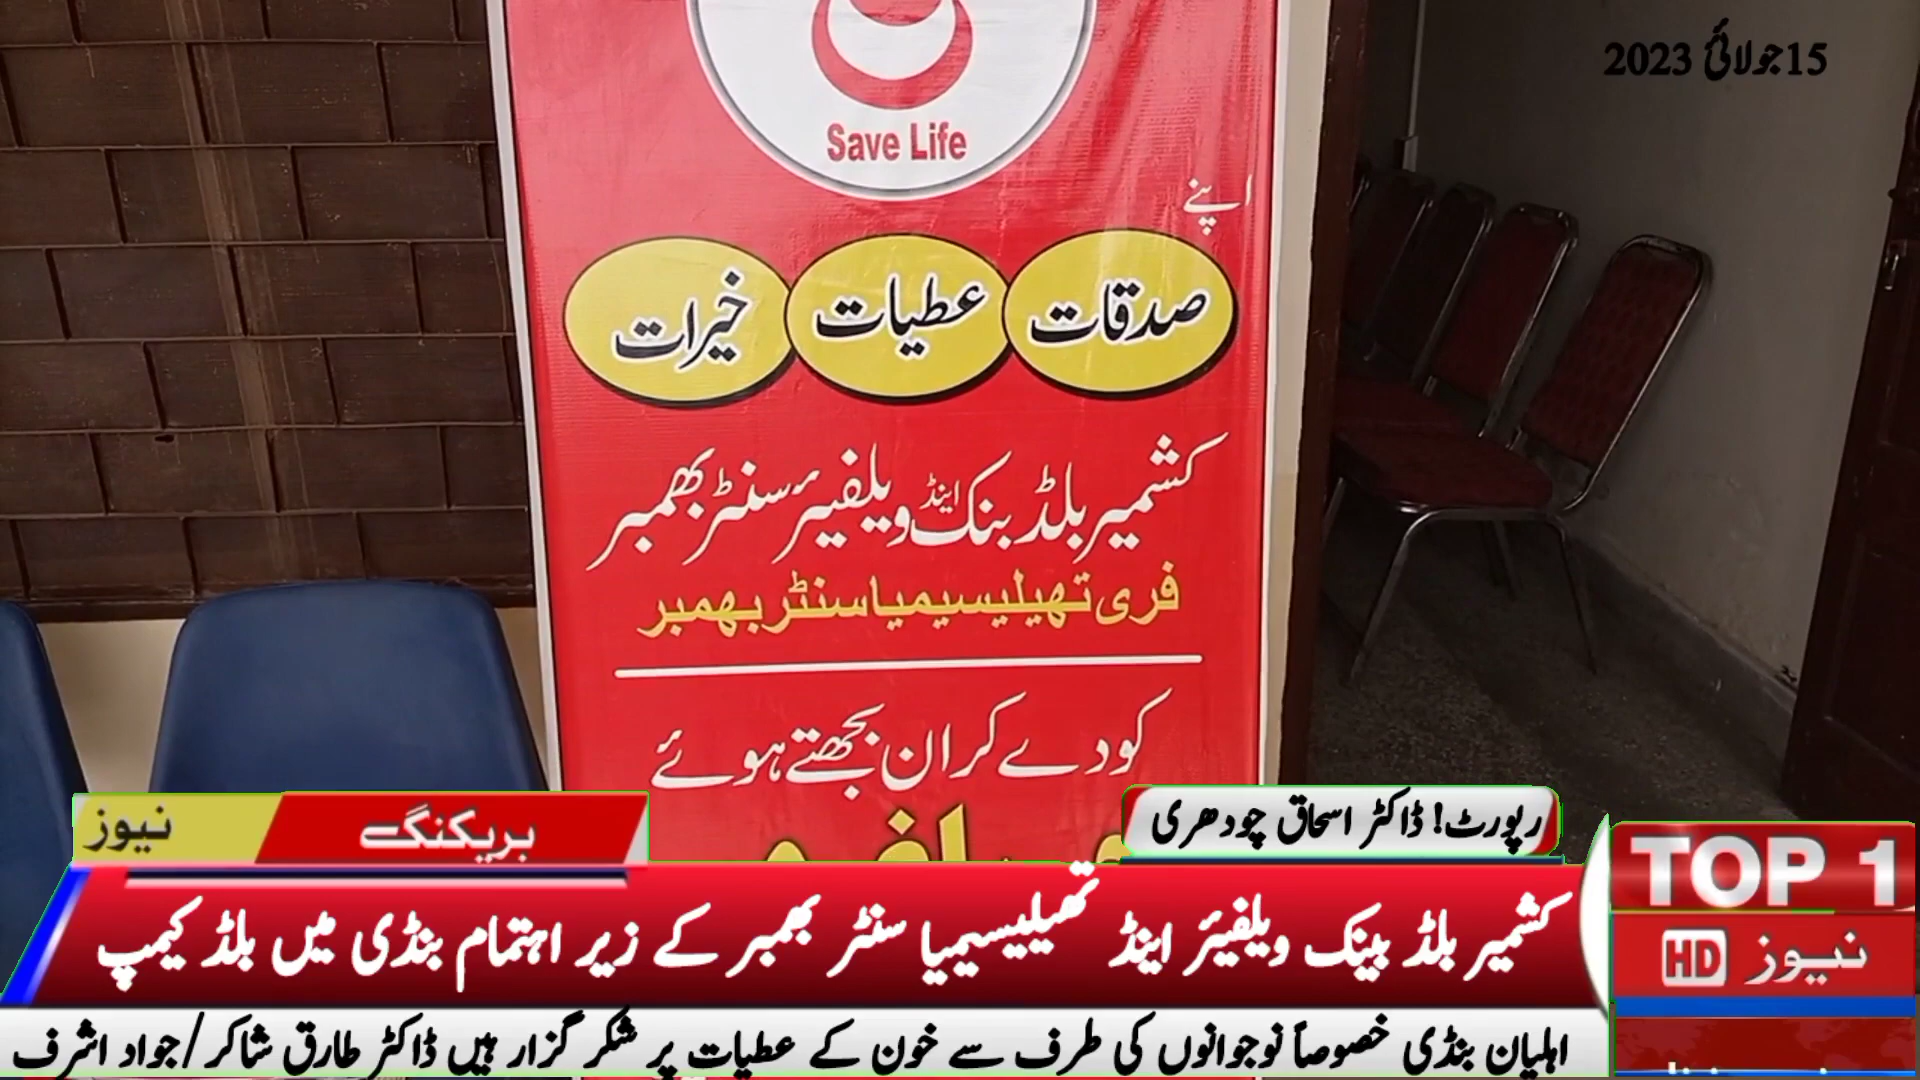 15 جولائی 2023
Save Life
اپنے
صدقات عطیات خیرات
کشمیر بلڈ بنک اینڈ ویلفیئر سنٹر بھمبر
فری تھیلیسیمیا سنٹر بھمبر
کو دے کر ان بجھتے ہوئے
رپورٹ! ڈاکٹر اسحاق چودھری
بریکنگ نیوز
کشمیر بلڈ بینک ویلفیئر اینڈ تھیلیسیمیا سنٹر بھمبر کے زیر اہتمام بنڈی میں بلڈ کیمپ
اہلیان بنڈی خصوصاً نوجوانوں کی طرف سے خون کے عطیات پر شکر گزار ہیں ڈاکٹر طارق شاکر/جواد اشرف
TOP 1
HD نیوز